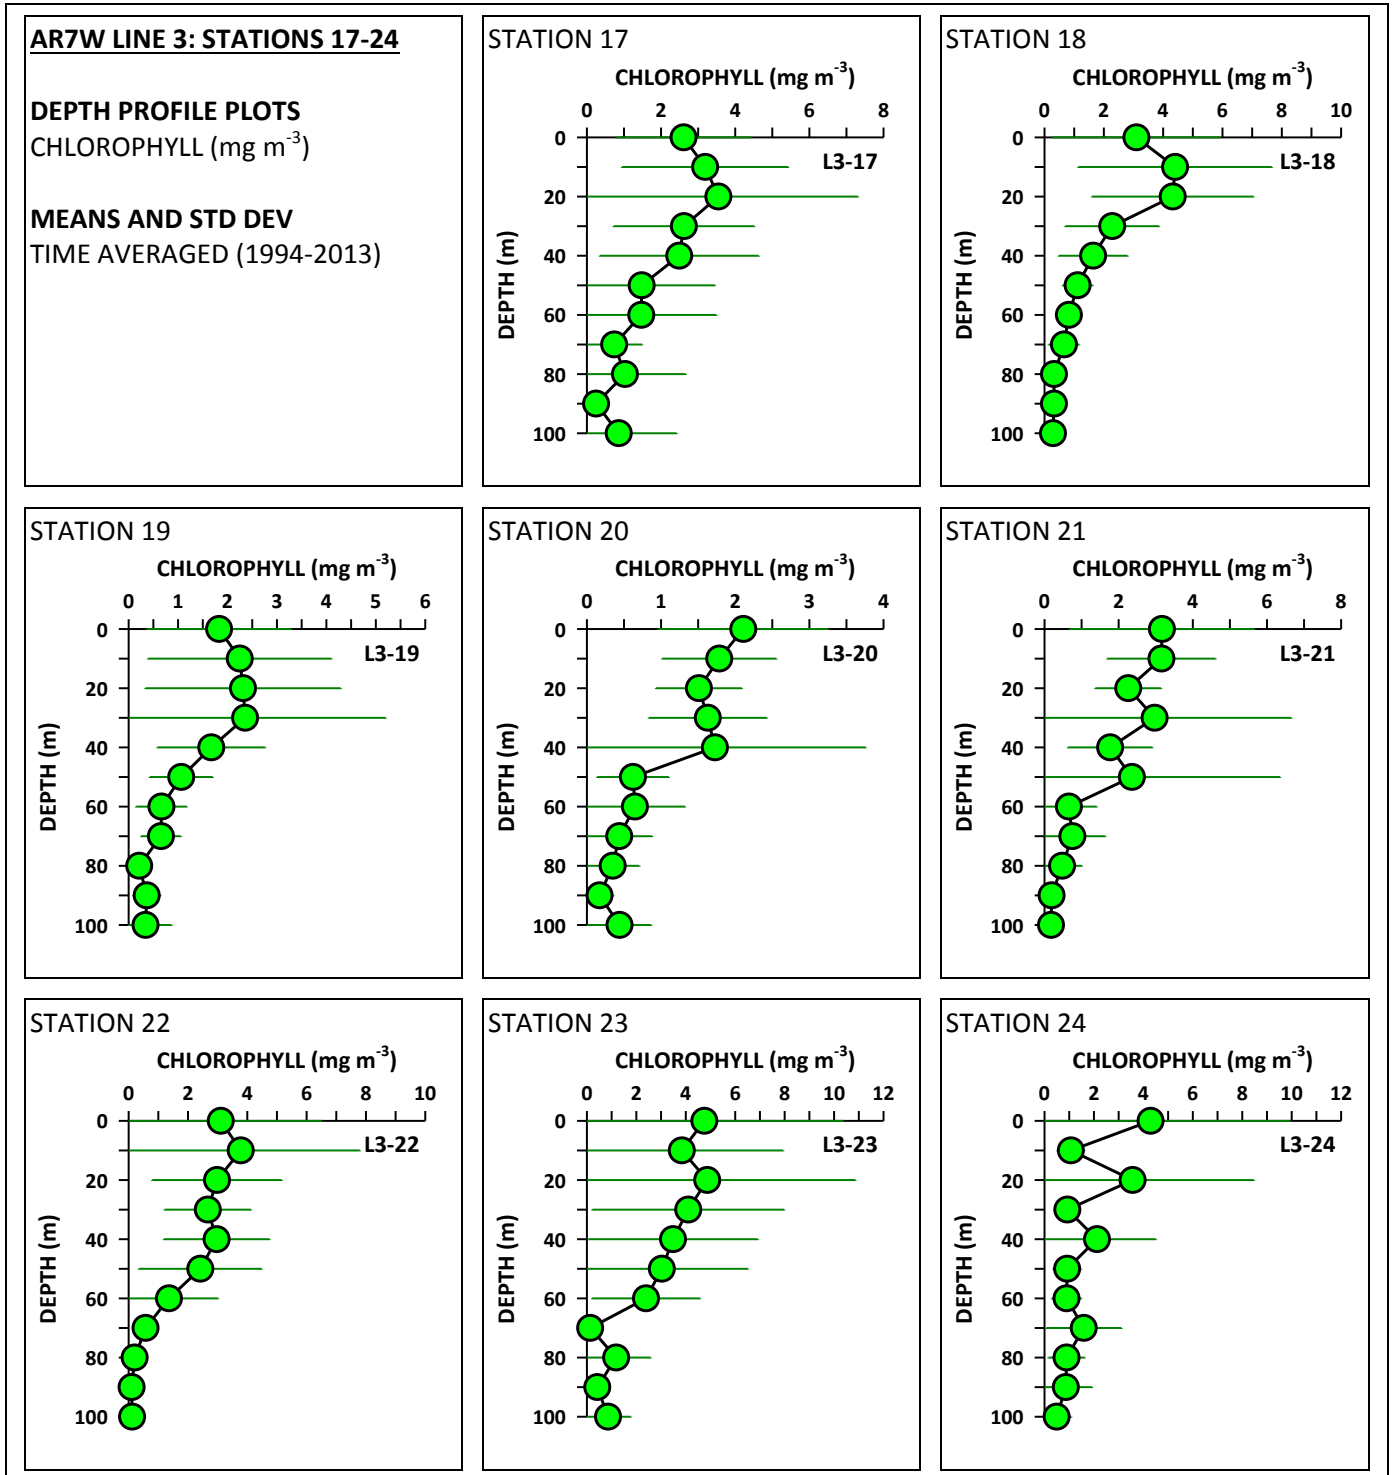 AR7W LINE 3: STATIONS 17-24
DEPTH PROFILE PLOTS
CHLOROPHYLL (mg m-3)
MEANS AND STD DEV
TIME AVERAGED (1994-2013)
STATION 17
CHLOROPHYLL (mg m-3)
0 2 4 6 8
L3-17
DEPTH (m)
0
20
40
60
80
100
STATION 18
CHLOROPHYLL (mg m-3)
0 2 4 6 8 10
L3-18
DEPTH (m)
0
20
40
60
80
100
STATION 19
CHLOROPHYLL (mg m-3)
0 1 2 3 4 5 6
L3-19
DEPTH (m)
0
20
40
60
80
100
STATION 20
CHLOROPHYLL (mg m-3)
0 1 2 3 4
L3-20
DEPTH (m)
0
20
40
60
80
100
STATION 21
CHLOROPHYLL (mg m-3)
0 2 4 6 8
L3-21
DEPTH (m)
0
20
40
60
80
100
STATION 22
CHLOROPHYLL (mg m-3)
0 2 4 6 8 10
L3-22
DEPTH (m)
0
20
40
60
80
100
STATION 23
CHLOROPHYLL (mg m-3)
0 2 4 6 8 10 12
L3-23
DEPTH (m)
0
20
40
60
80
100
STATION 24
CHLOROPHYLL (mg m-3)
0 2 4 6 8 10 12
L3-24
DEPTH (m)
0
20
40
60
80
100